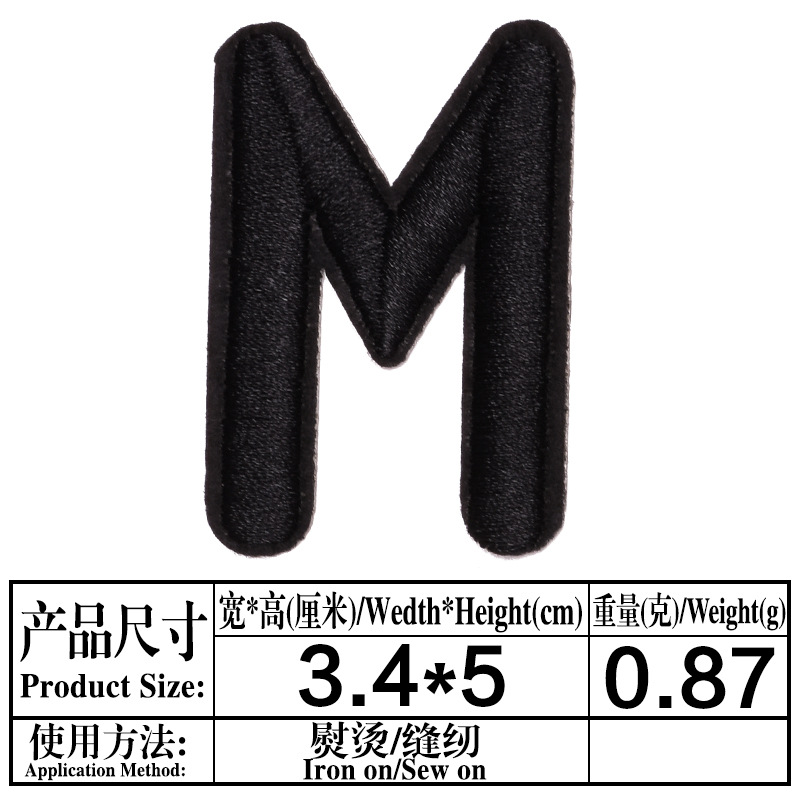 M
产品尺寸
Product Size:
宽*高(厘米)/Wedth*Height(cm)
重量(克)/Weight(g)
3.4*5
0.87
使用方法:
Application Method:
熨烫/缝纫
Iron on/Sew on